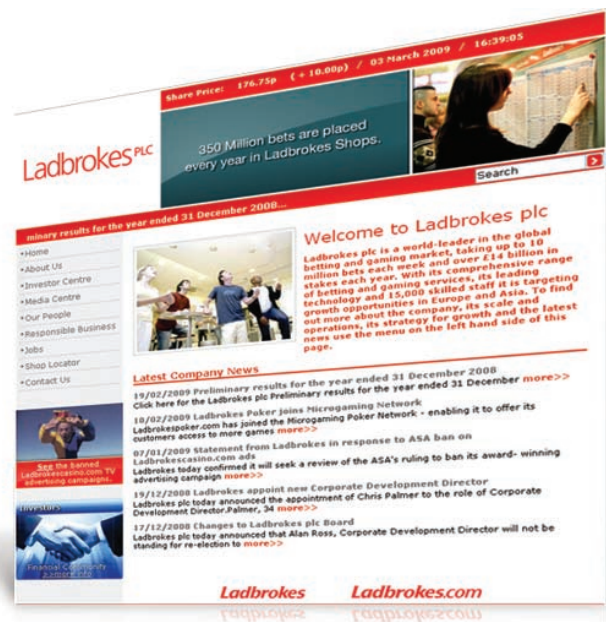 Share Price: 176.75p ( + 10.00p) / 03 March 2009 / 16:39:05
Ladbrokes PLC
350 Million bets are placed
every year in Ladbrokes Shops.
Search
minary results for the year ended 31 December 2008...
Home
About Us
Investor Centre
Media Centre
Our People
Responsible Business
Jobs
Shop Locator
Contact Us
See the banned
Ladbrokescasino.com TV
advertising campaigns.
Investors
Financial Community
Welcome to Ladbrokes plc
Ladbrokes plc is a world-leader in the global
betting and gaming market, taking up to 10
million bets each week and over £14 billion in
stakes each year. With its comprehensive range
of betting and gaming services, its leading
technology and 15,000 skilled staff it is targeting
growth opportunities in Europe and Asia. To find
out more about the company, its scale and
operations, its strategy for growth and the latest
news use the menu on the left hand side of this
page.
Latest Company News
19/02/2009 Preliminary results for the year ended 31 December 2008
Click here for the Ladbrokes plc Preliminary results for the year ended 31 December more>>
10/02/2009 Ladbrokes Poker joins Microgaming Network
Ladbrokespoker.com has joined the Microgaming Poker Network - enabling it to offer its
customers access to more games more>>
07/01/2009 Statement from Ladbrokes in response to ASA ban on
Ladbrokescasino.com ads
Ladbrokes today confirmed it will seek a review of the ASA's ruling to ban its award- winning
advertising campaign more>>
19/12/2008 Ladbrokes appoint new Corporate Development Director
Ladbrokes plc today announced the appointment of Chris Palmer to the role of Corporate
Development Director.Palmer, 34 more>>
17/12/2008 Changes to Ladbrokes plc Board
Ladbrokes plc today announced that Alan Ross, Corporate Development Director will not be
standing for re-election to more>>
Ladbrokes Ladbrokes.com